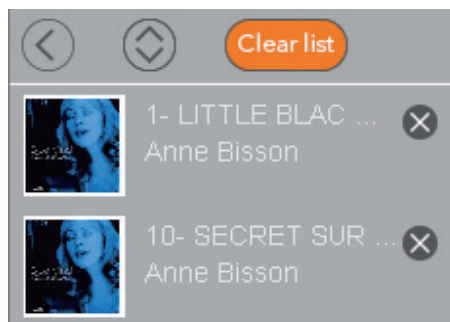 Clear list
1- LITTLE BLAC ...
Anne Bisson
10- SECRET SUR ...
Anne Bisson